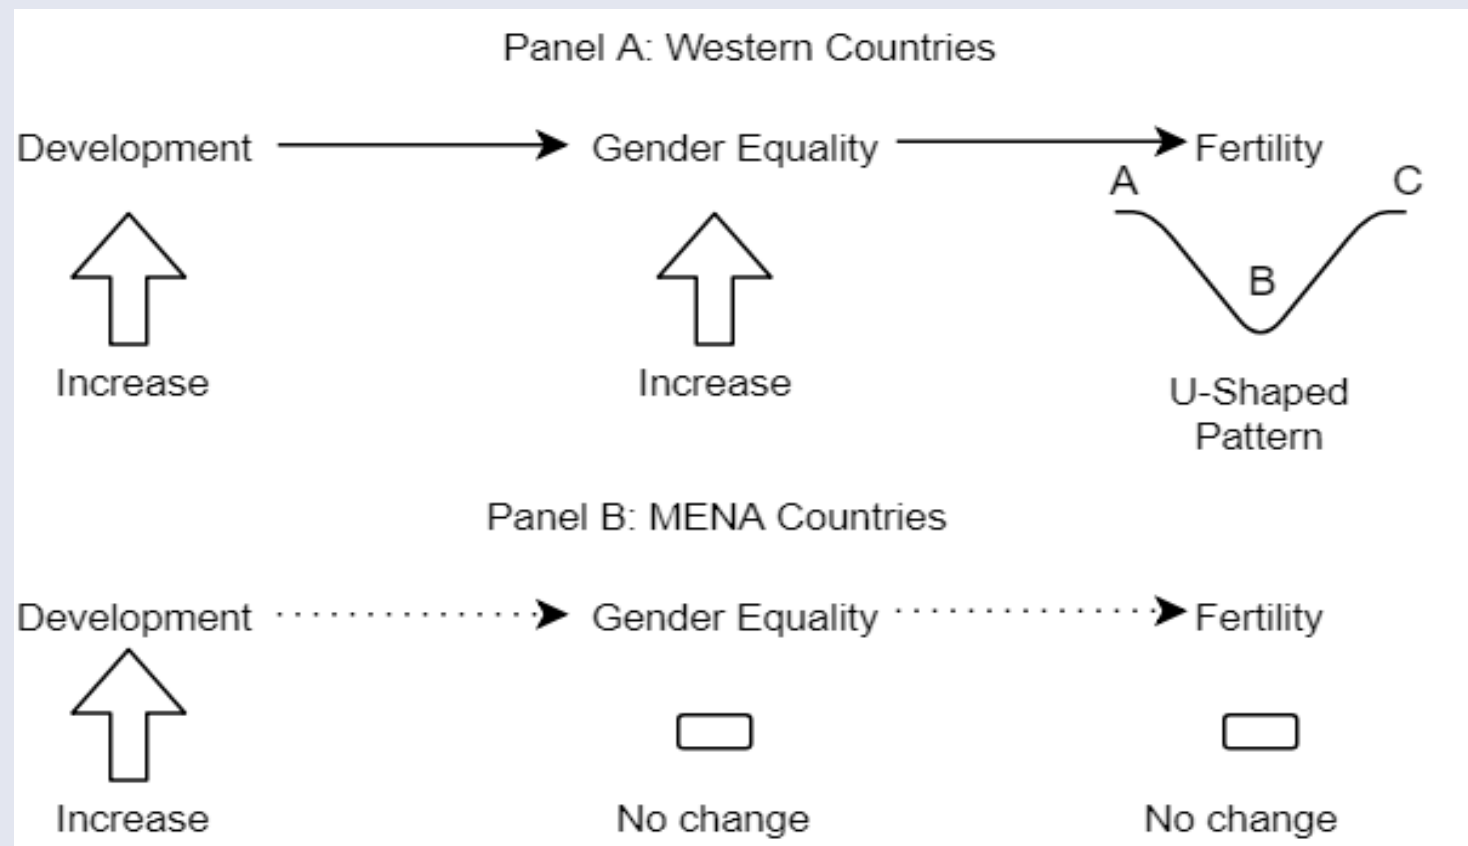 Panel A: Western Countries
Development
Gender Equality
Fertility
A
C
B
Increase
Increase
U-Shaped
Pattern
Panel B: MENA Countries
Development
Gender Equality
Fertility
Increase
No change
No change